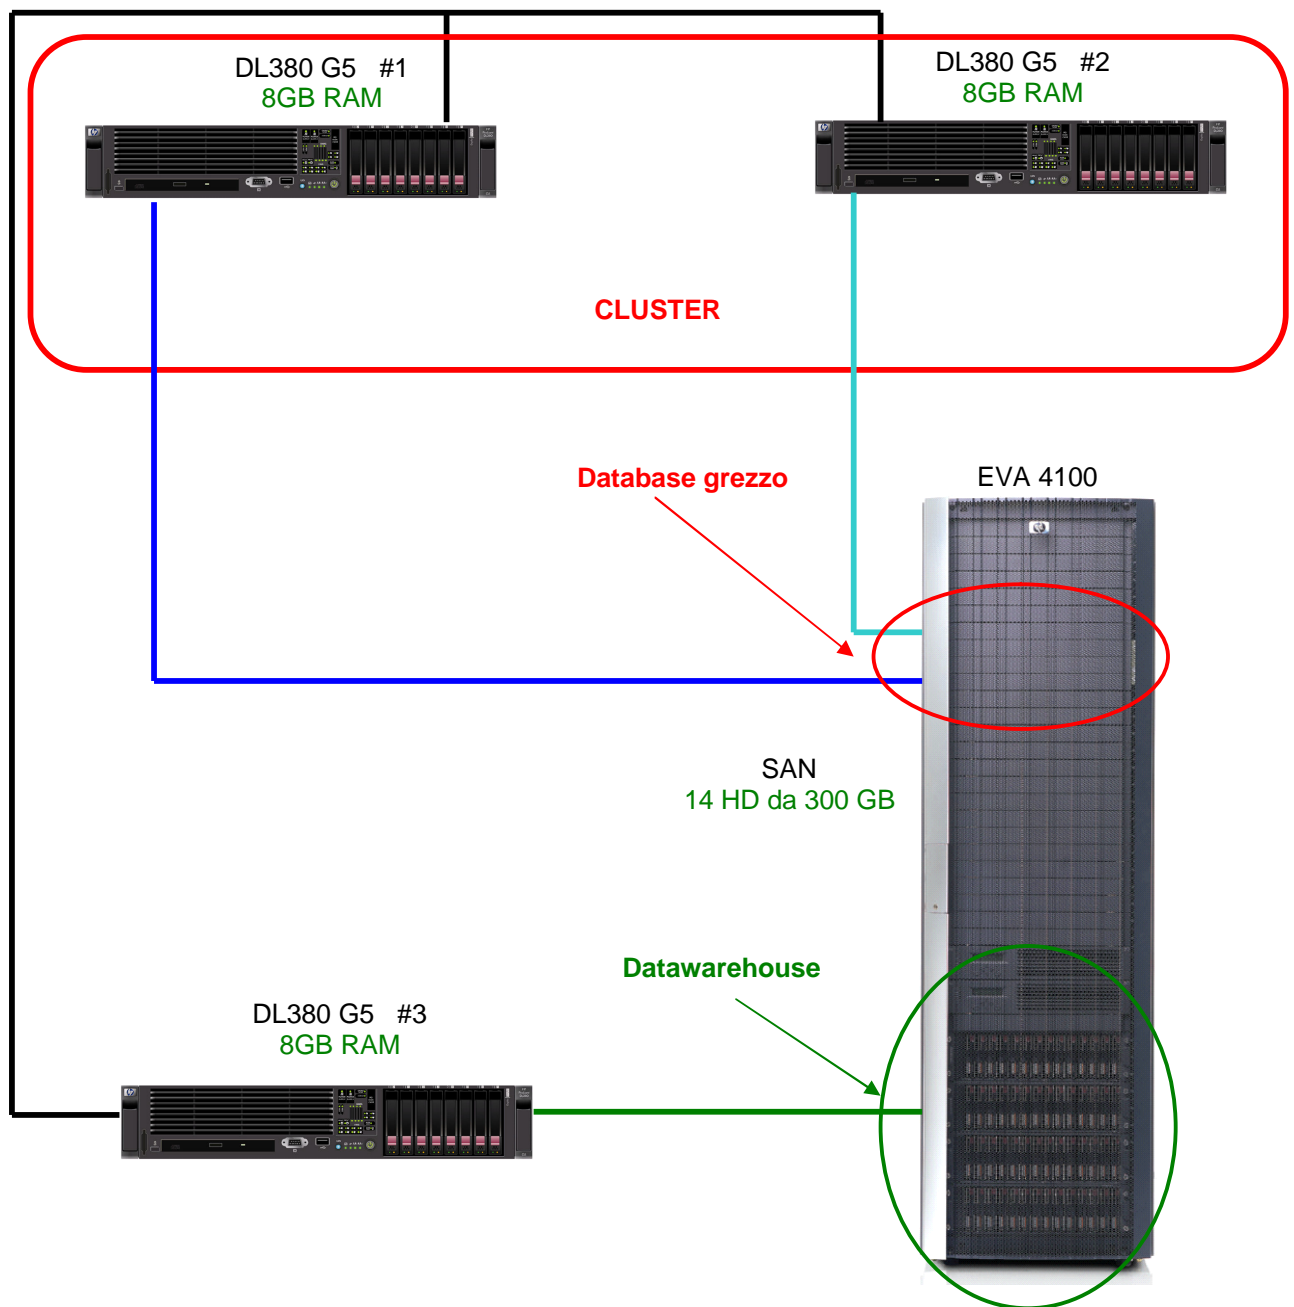 DL380 G5 #1
8GB RAM
DL380 G5 #2
8GB RAM
CLUSTER
Database grezzo
EVA 4100
SAN
14 HD da 300 GB
Datawarehouse
DL380 G5 #3
8GB RAM